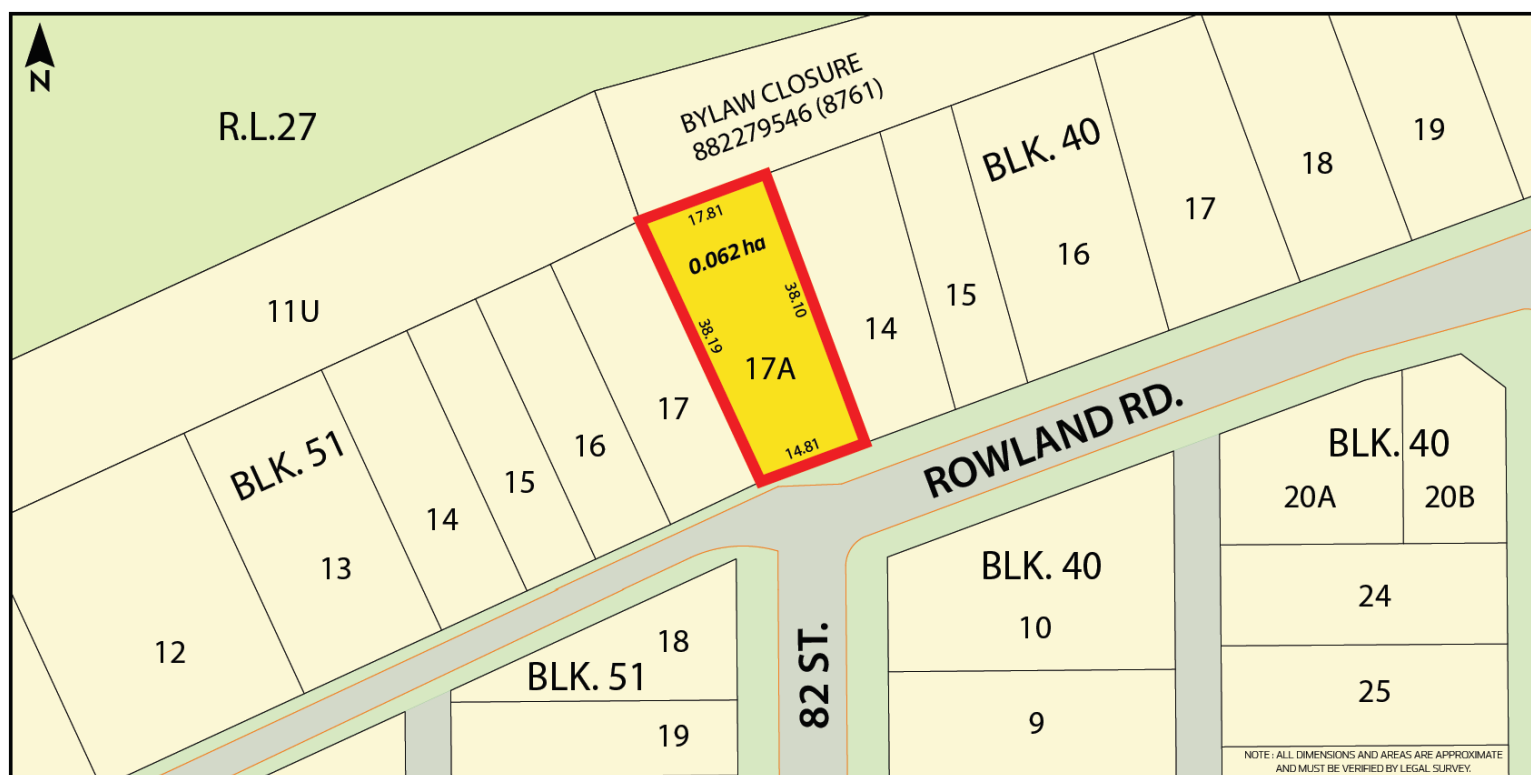 N
R.L.27
BYLAW CLOSURE
882279546 (8761)
BLK. 40
19
18
17
16
15
14
17.81
0.062 ha
38.10
38.19
17A
14.81
11U
17
16
15
14
BLK. 51
13
12
ROWLAND RD.
82 ST.
BLK. 51
18
19
BLK. 40
10
9
BLK. 40
20A
20B
24
25
NOTE : ALL DIMENSIONS AND AREAS ARE APPROXIMATE
AND MUST BE VERIFIED BY LEGAL SURVEY.